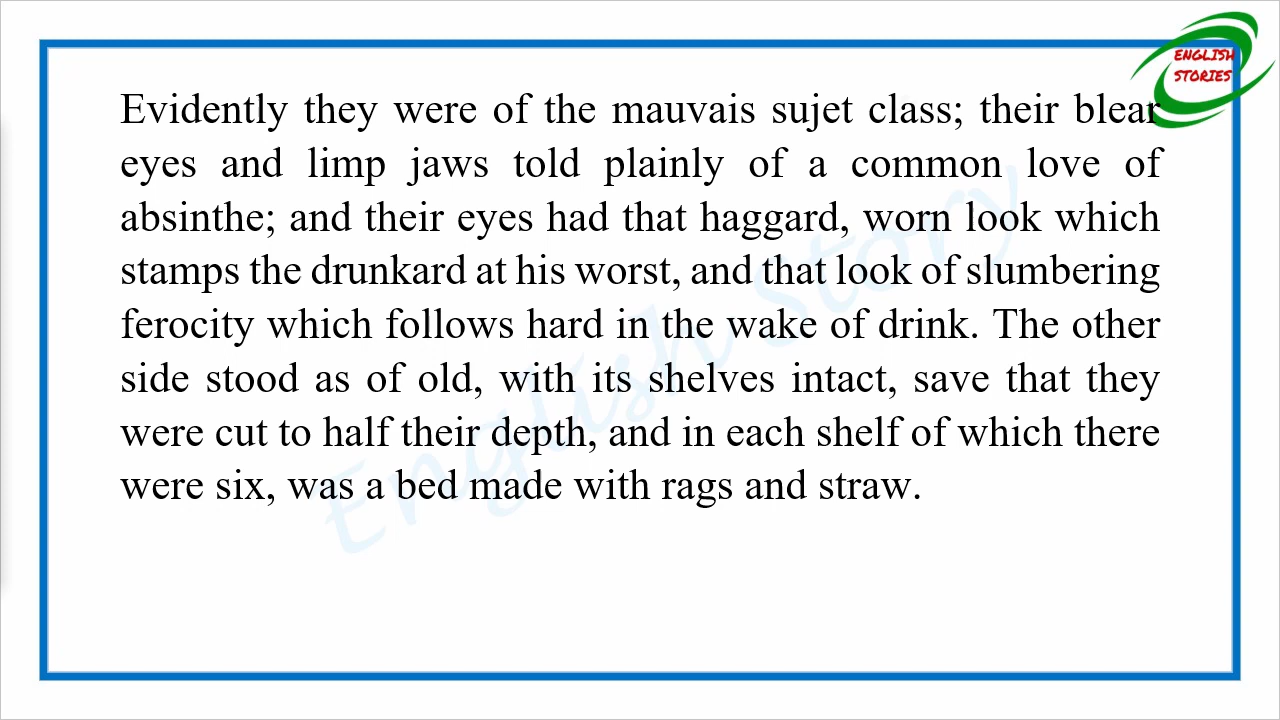 ENGLISH
STORIES
Evidently they were of the mauvais sujet class; their blear
eyes and limp jaws told plainly of a common love of
absinthe; and their eyes had that haggard, worn look which
stamps the drunkard at his worst, and that look of slumbering
ferocity which follows hard in the wake of drink. The other
side stood as of old, with its shelves intact, save that they
were cut to half their depth, and in each shelf of which there
were six, was a bed made with rags and straw.
English Story